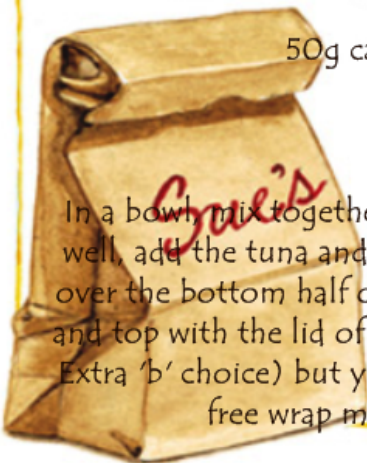 50g ca
Sue's
In a bowl, mix togethe
well, add the tuna and
over the bottom half o
and top with the lid of
Extra 'b' choice) but y
free wrap m